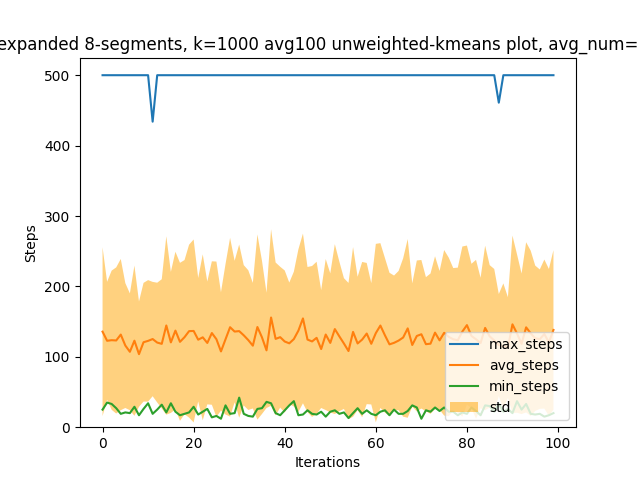 expanded 8-segments, k=1000 avg100 unweighted-kmeans plot, avg_num=
500
400
300
200
100
0
Steps
0 20 40 60 80 100
Iterations
max_steps
avg_steps
min_steps
std